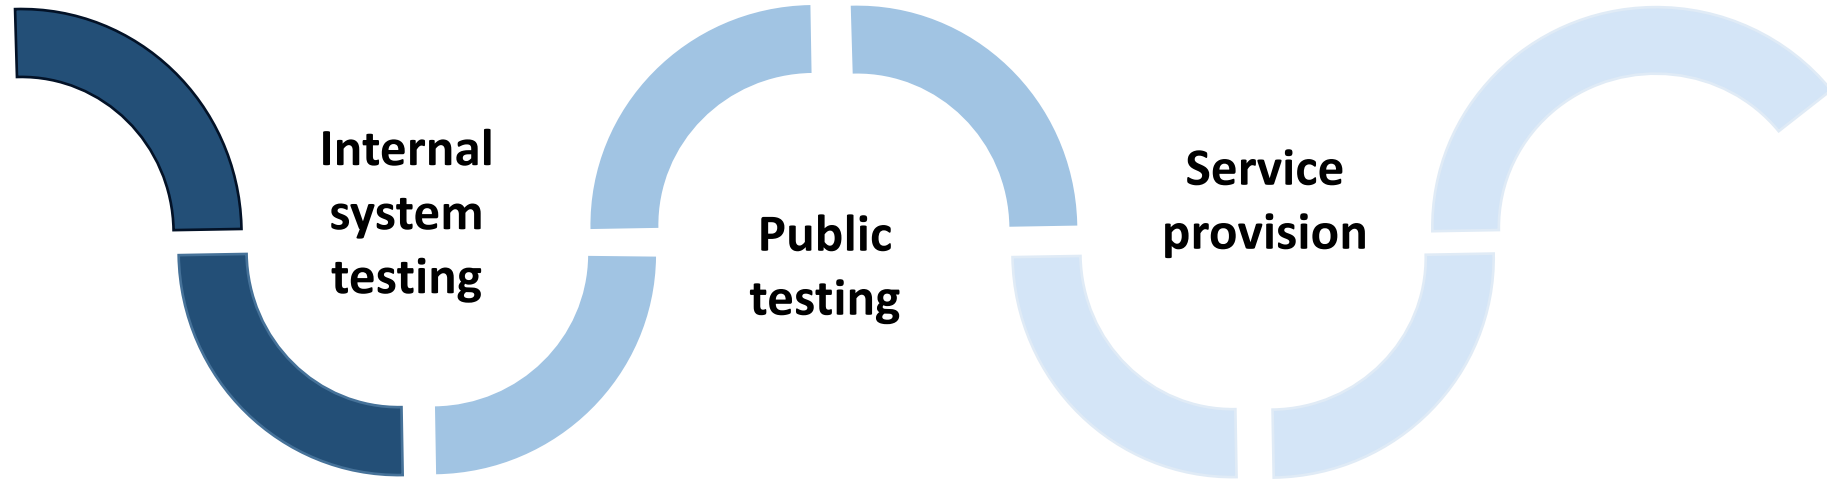 Internal
system
testing
Public
testing
Service
provision